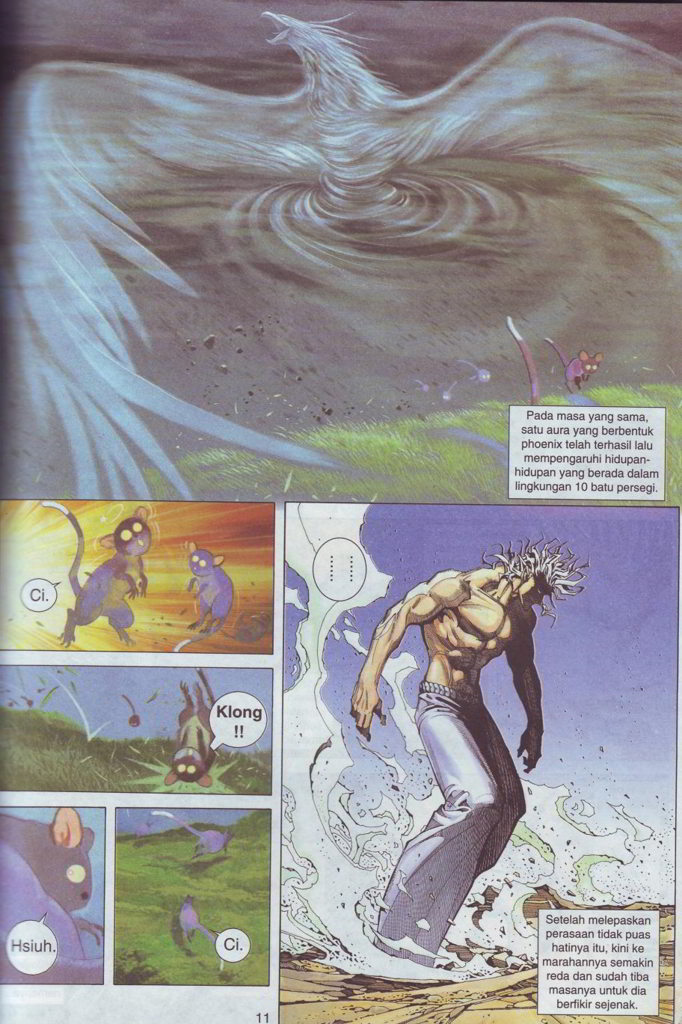 Pada masa yang sama,
satu aura yang berbentuk
phoenix telah terhasil lalu
mempengaruhi hidupan-
hidupan yang berada dalam
lingkungan 10 batu persegi.
Ci.
Klong
!!
Hsiuh.
Ci.
......
Setelah melepaskan
perasaan tidak puas
hatinya itu, kini ke
marahannya semakin
reda dan sudah tiba
masanya untuk dia
berfikir sejenak.
11